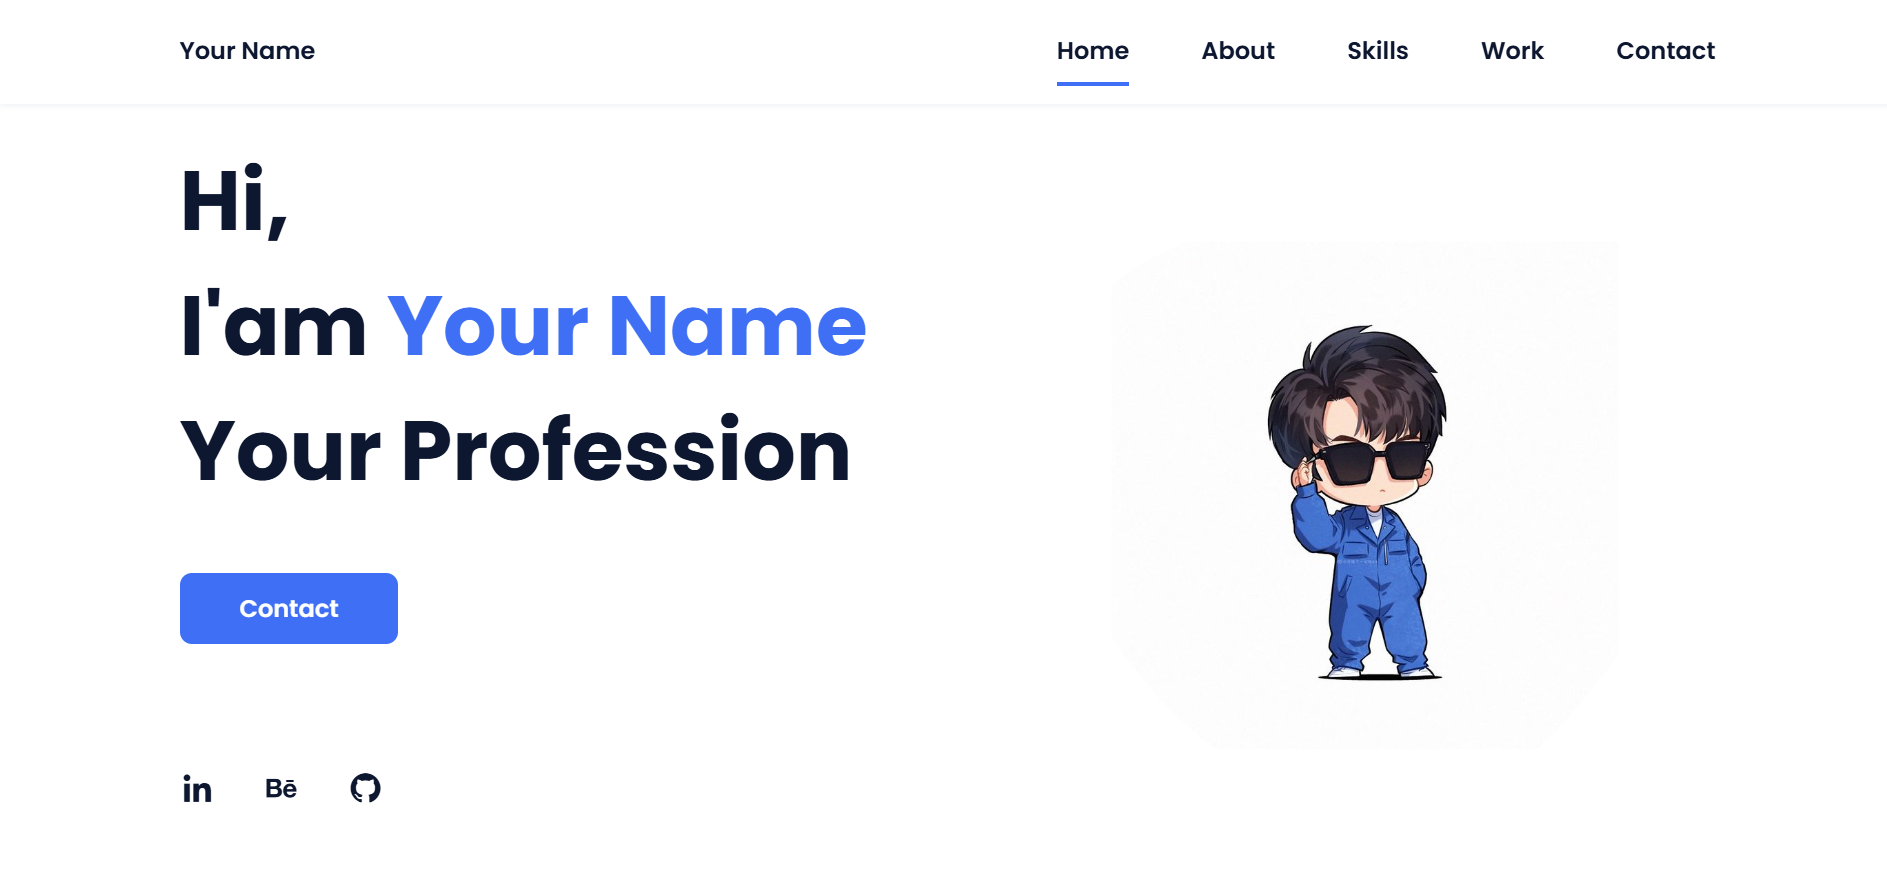 Your Name
Home About Skills Work Contact
Hi,
I'am Your Name
Your Profession
Contact
in Bē